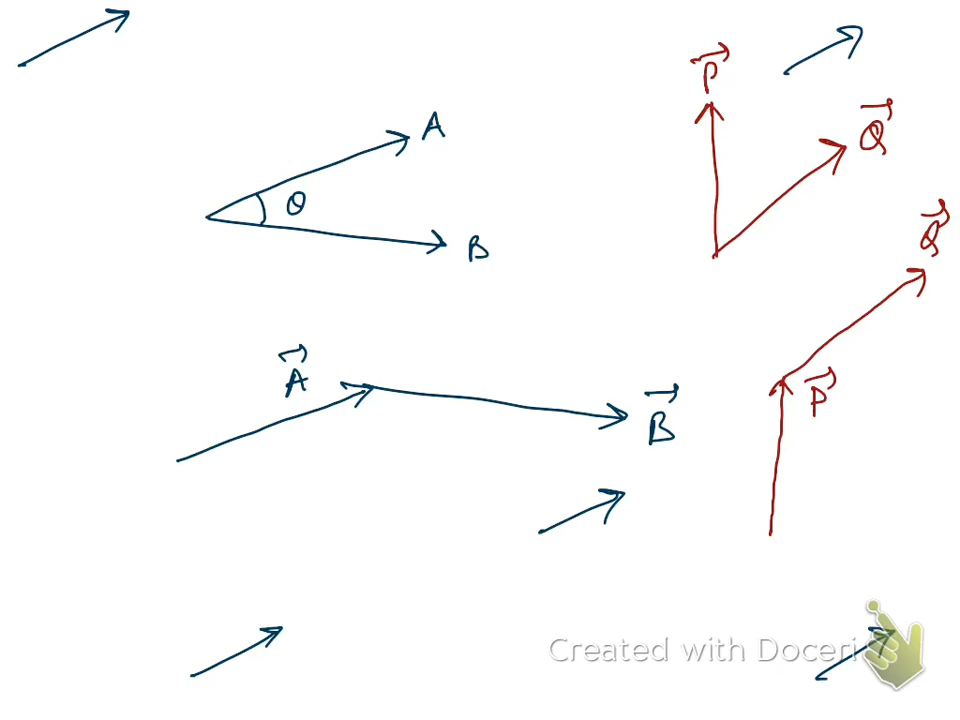 P⃗
Q⃗
A
θ
B
Q⃗
A⃗
B⃗
P⃗
Created with Doceri